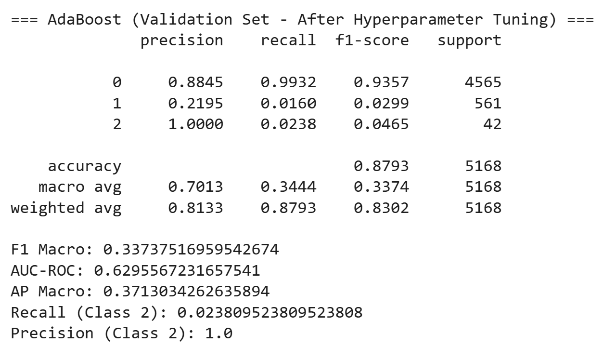 === AdaBoost (Validation Set - After Hyperparameter Tuning) ===
precision recall f1-score support
0 0.8845 0.9932 0.9357 4565
1 0.2195 0.0160 0.0299 561
2 1.0000 0.0238 0.0465 42
accuracy 0.8793 5168
macro avg 0.7013 0.3444 0.3374 5168
weighted avg 0.8133 0.8793 0.8302 5168
F1 Macro: 0.33737516959542674
AUC-ROC: 0.6295567231657541
AP Macro: 0.3713034262635894
Recall (Class 2): 0.023809523809523808
Precision (Class 2): 1.0